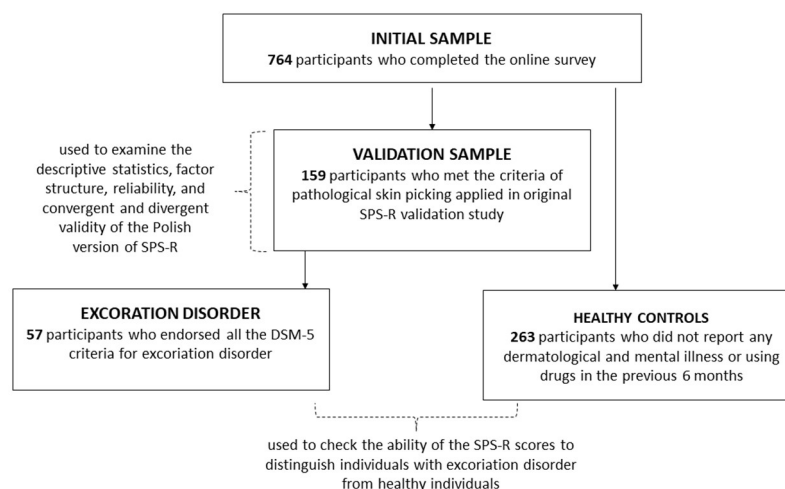 INITIAL SAMPLE
764 participants who completed the online survey
used to examine the
descriptive statistics, factor
structure, reliability, and
convergent and divergent
validity of the Polish
version of SPS-R
VALIDATION SAMPLE
159 participants who met the criteria of
pathological skin picking applied in original
SPS-R validation study
EXCORATION DISORDER
57 participants who endorsed all the DSM-5
criteria for excoriation disorder
HEALTHY CONTROLS
263 participants who did not report any
dermatological and mental illness or using
drugs in the previous 6 months
used to check the ability of the SPS-R scores to
distinguish individuals with excoriation disorder
from healthy individuals